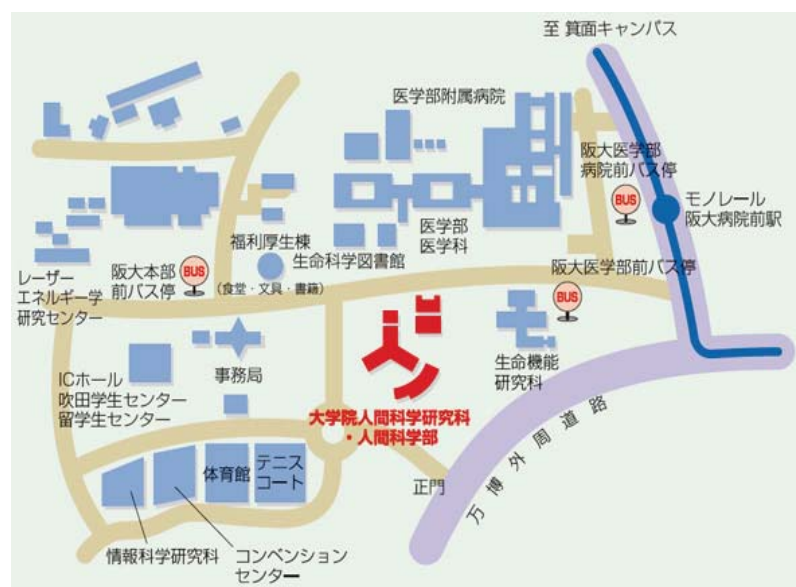 至 箕面キャンパス
医学部附属病院
阪大医学部
病院前バス停
BUS
モノレール
阪大病院前駅
医学部
医学科
福利厚生棟
生命科学図書館
(食堂・文具・書籍)
阪大本部
前バス停
BUS
レーザー
エネルギー学
研究センター
阪大医学部前バス停
BUS
生命機能
研究科
事務局
ICホール
吹田学生センター
留学生センター
大学院人間科学研究科
・人間科学部
体育館
テニス
コート
正門
万博外周道路
情報科学研究科
コンベンション
センター